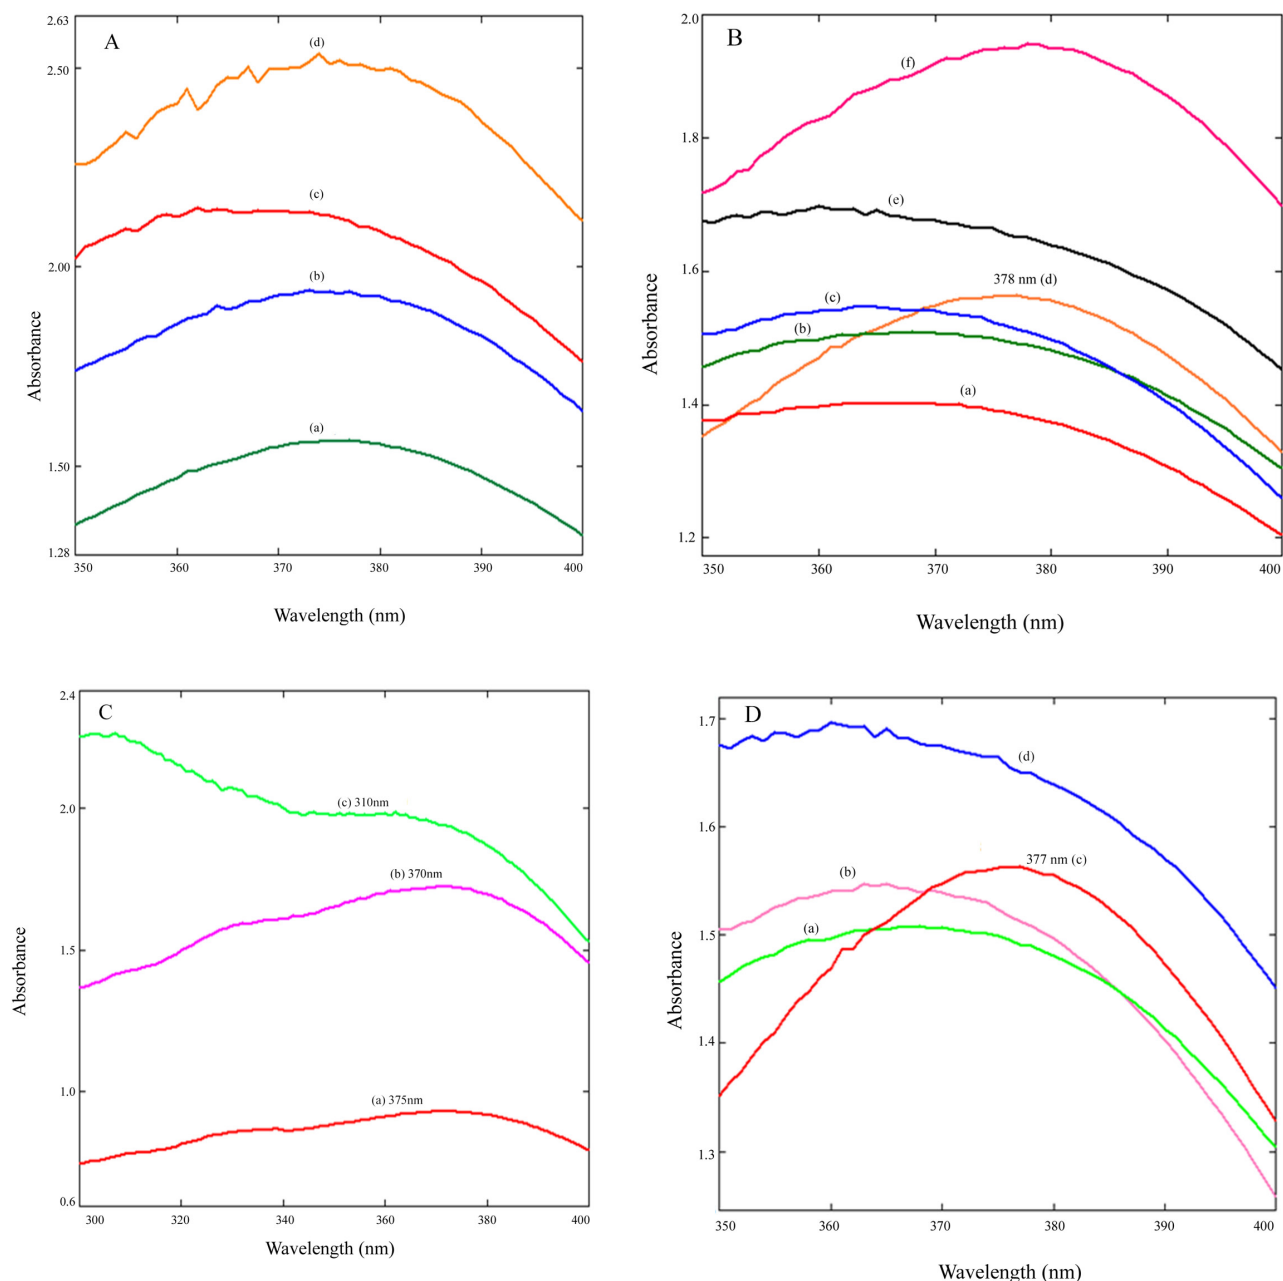 A
2.63
2.50
2.00
1.50
1.28
Absorbance
(d)
(c)
(b)
(a)
350 360 370 380 390 400
Wavelength (nm)
B
2.0
1.8
1.6
1.4
1.2
Absorbance
(f)
(e)
378 nm (d)
(c)
(b)
(a)
350 360 370 380 390 400
Wavelength (nm)
C
2.4
2.0
1.5
1.0
0.6
Absorbance
(c) 310nm
(b) 370nm
(a) 375nm
300 320 340 360 380 400
Wavelength (nm)
D
1.7
1.6
1.5
1.4
1.3
Absorbance
(d)
377 nm (c)
(b)
(a)
350 360 370 380 390 400
Wavelength (nm)